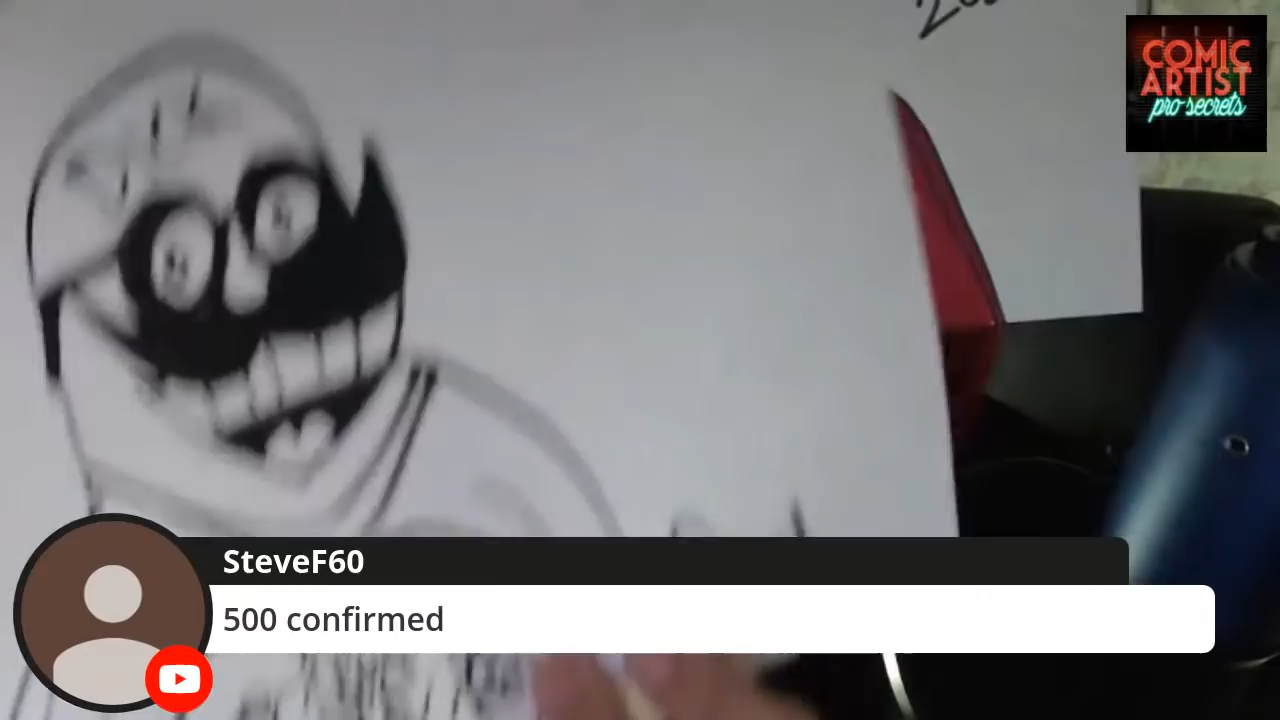 COMIC
ARTIST
pro secrets
SteveF60
500 confirmed